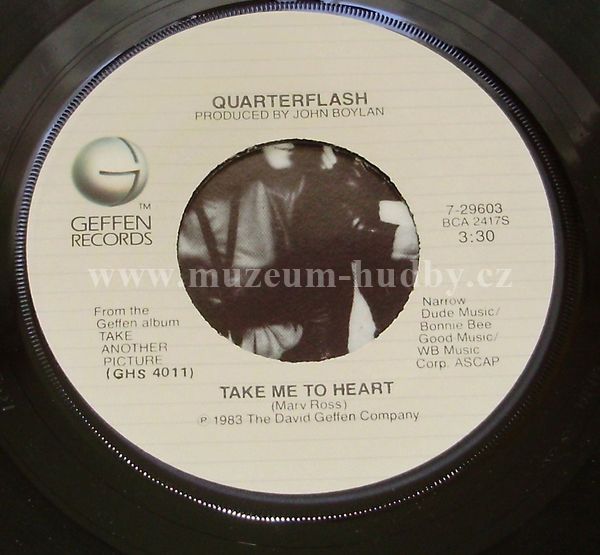 QUARTERFLASH
PRODUCED BY JOHN BOYLAN
G
TM
GEFFEN
RECORDS
7-29603
BCA 2417S
3:30
www.muzeum-hudby.cz
From the
Geffen album
TAKE
ANOTHER
PICTURE
(GHS 4011)
Narrow
Dude Music/
Bonnie Bee
Good Music/
WB Music
Corp. ASCAP
TAKE ME TO HEART
(Marv Ross)
℗ 1983 The David Geffen Company